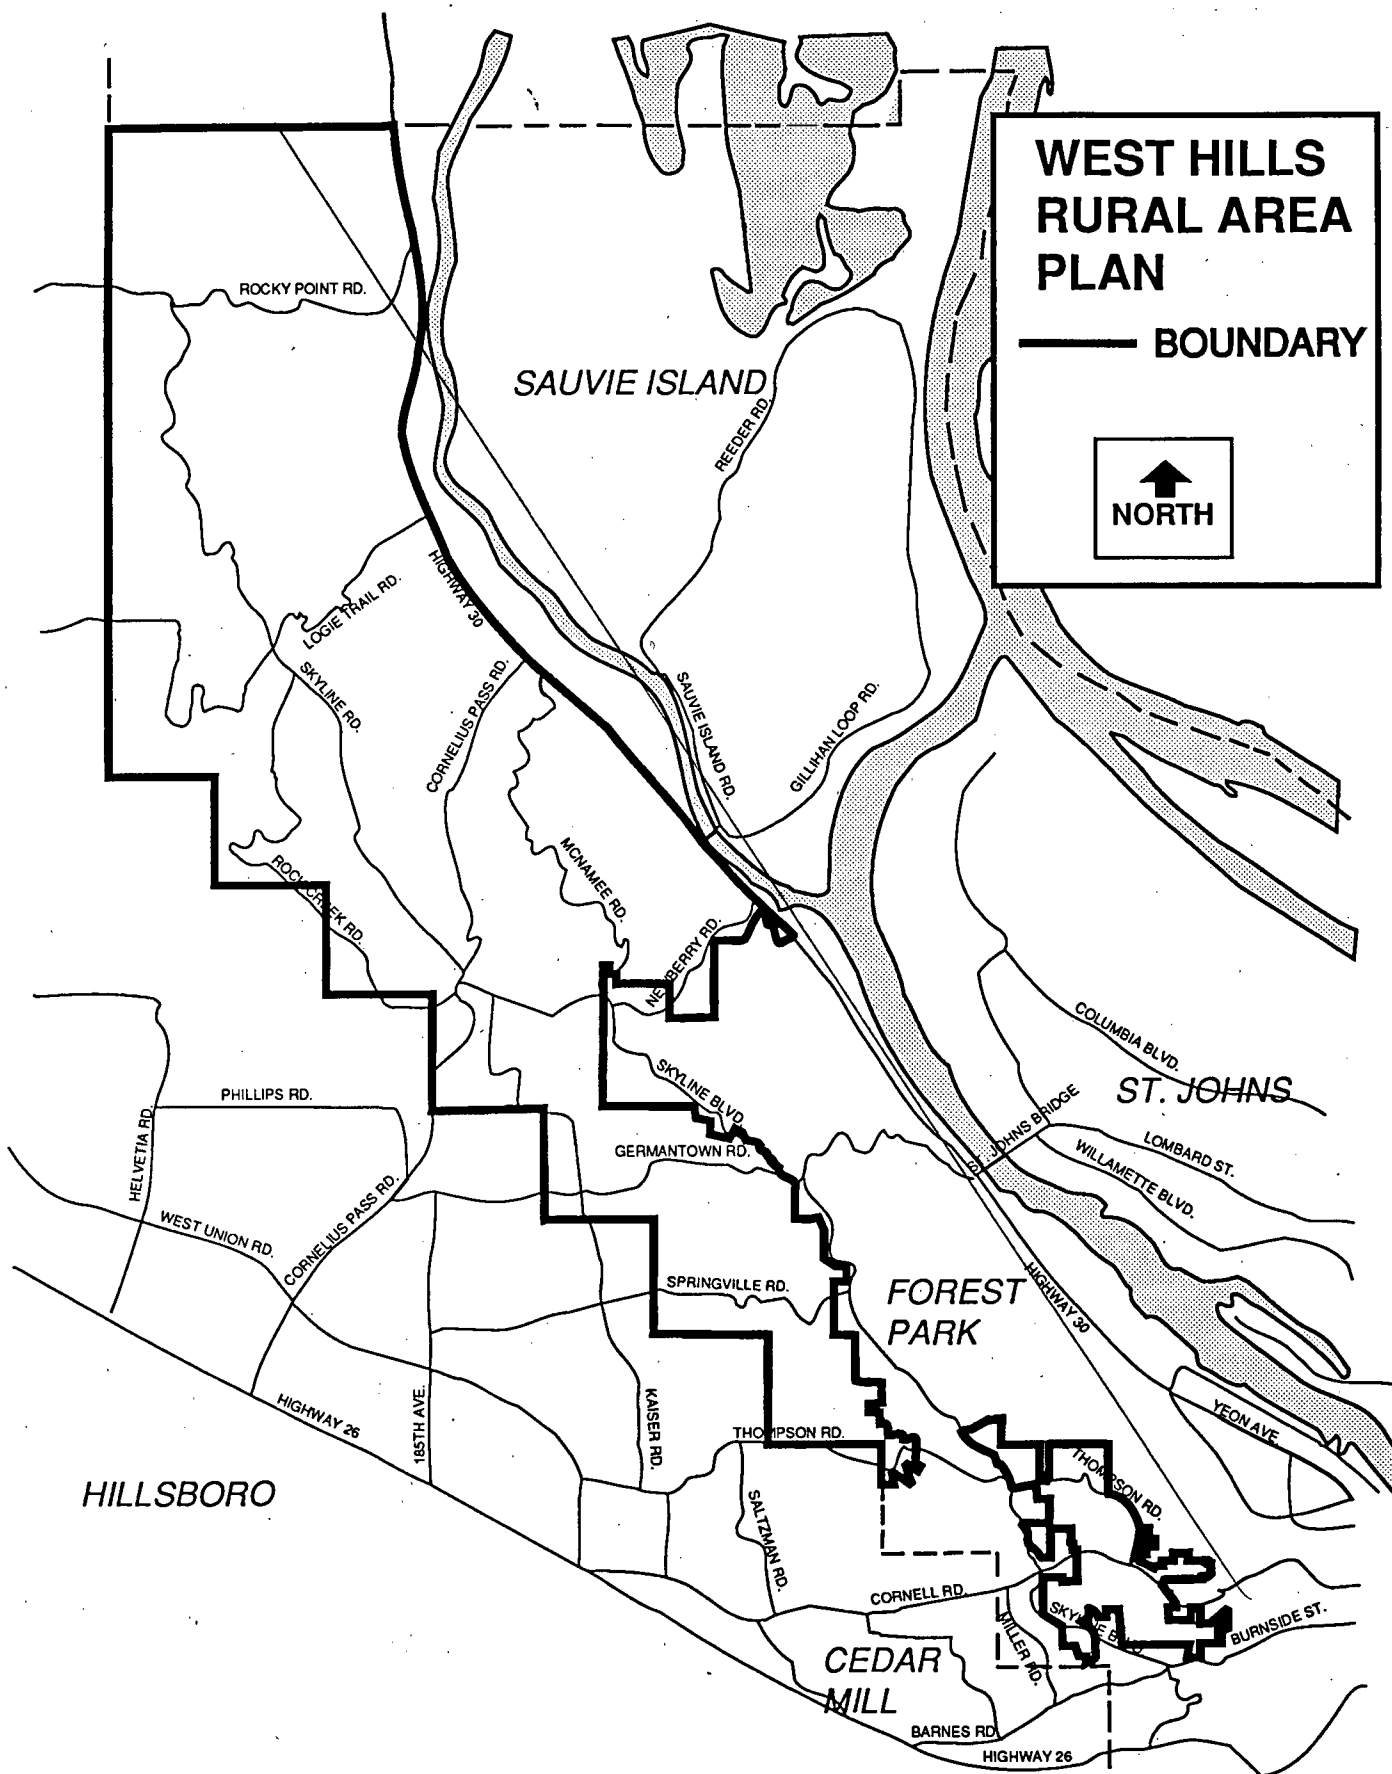 WEST HILLS
RURAL AREA
PLAN
BOUNDARY
NORTH
ROCKY POINT RD.
SAUVIE ISLAND
REEDER RD.
HIGHWAY 30
LOGIE TRAIL RD.
SKYLINE RD.
CORNELIUS PASS RD.
SAUVIE ISLAND RD.
GILLIHAN LOOP RD.
MCNAMEE RD.
ROCK CREEK RD.
NEWBERRY RD.
COLUMBIA BLVD.
ST. JOHNS
SKYLINE BLVD.
PHILLIPS RD.
HELVETIA RD.
ST. JOHNS BRIDGE
LOMBARD ST.
WILLAMETTE BLVD.
GERMANTOWN RD.
CORNELIUS PASS RD.
WEST UNION RD.
SPRINGVILLE RD.
FOREST
PARK
HIGHWAY 30
HIGHWAY 26
185TH AVE.
KAISER RD.
YEON AVE.
THOMPSON RD.
THOMPSON RD.
HILLSBORO
SALTZMAN RD.
CORNELL RD.
SKYLINE BLVD
MILLER RD.
BURNSIDE ST.
CEDAR
MILL
BARNES RD
HIGHWAY 26